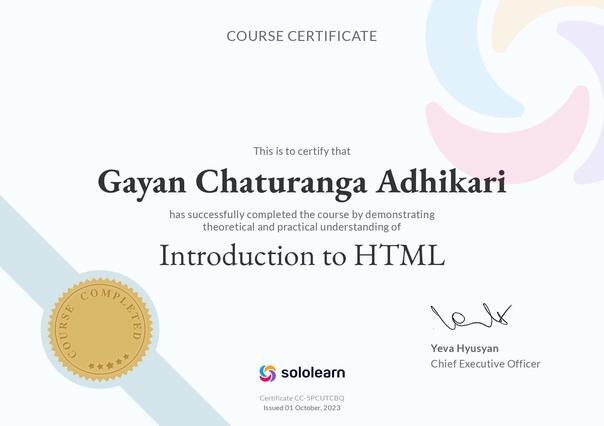 COURSE CERTIFICATE
This is to certify that
Gayan Chaturanga Adhikari
has successfully completed the course by demonstrating
theoretical and practical understanding of
Introduction to HTML
COURSE COMPLETED
Yeva Hyusyan
Chief Executive Officer
sololearn
Certificate CC-SPCUTCBQ
Issued 01 October, 2023